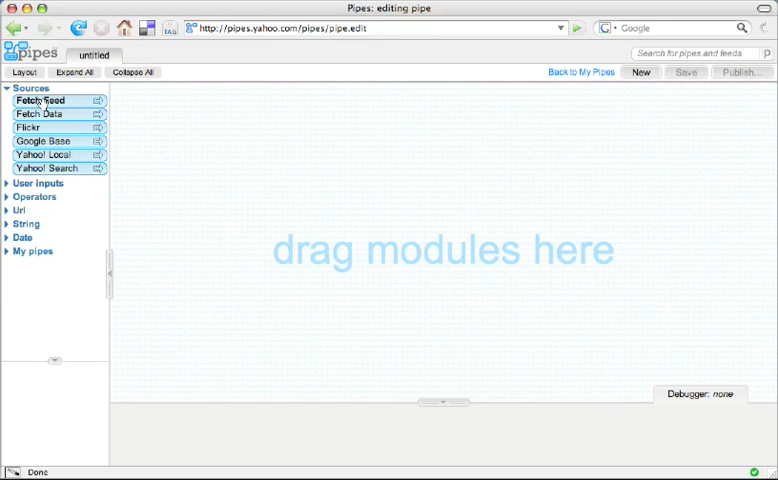 Pipes: editing pipe
http://pipes.yahoo.com/pipes/pipe.edit
Google
TAG
pipes
untitled
Search for pipes and feeds
Layout
Expand All
Collapse All
Back to My Pipes
New
Save
Publish...
Sources
Fetch Feed
Fetch Data
Flickr
Google Base
Yahoo! Local
Yahoo! Search
User inputs
Operators
Url
String
Date
My pipes
drag modules here
Debugger: none
Done